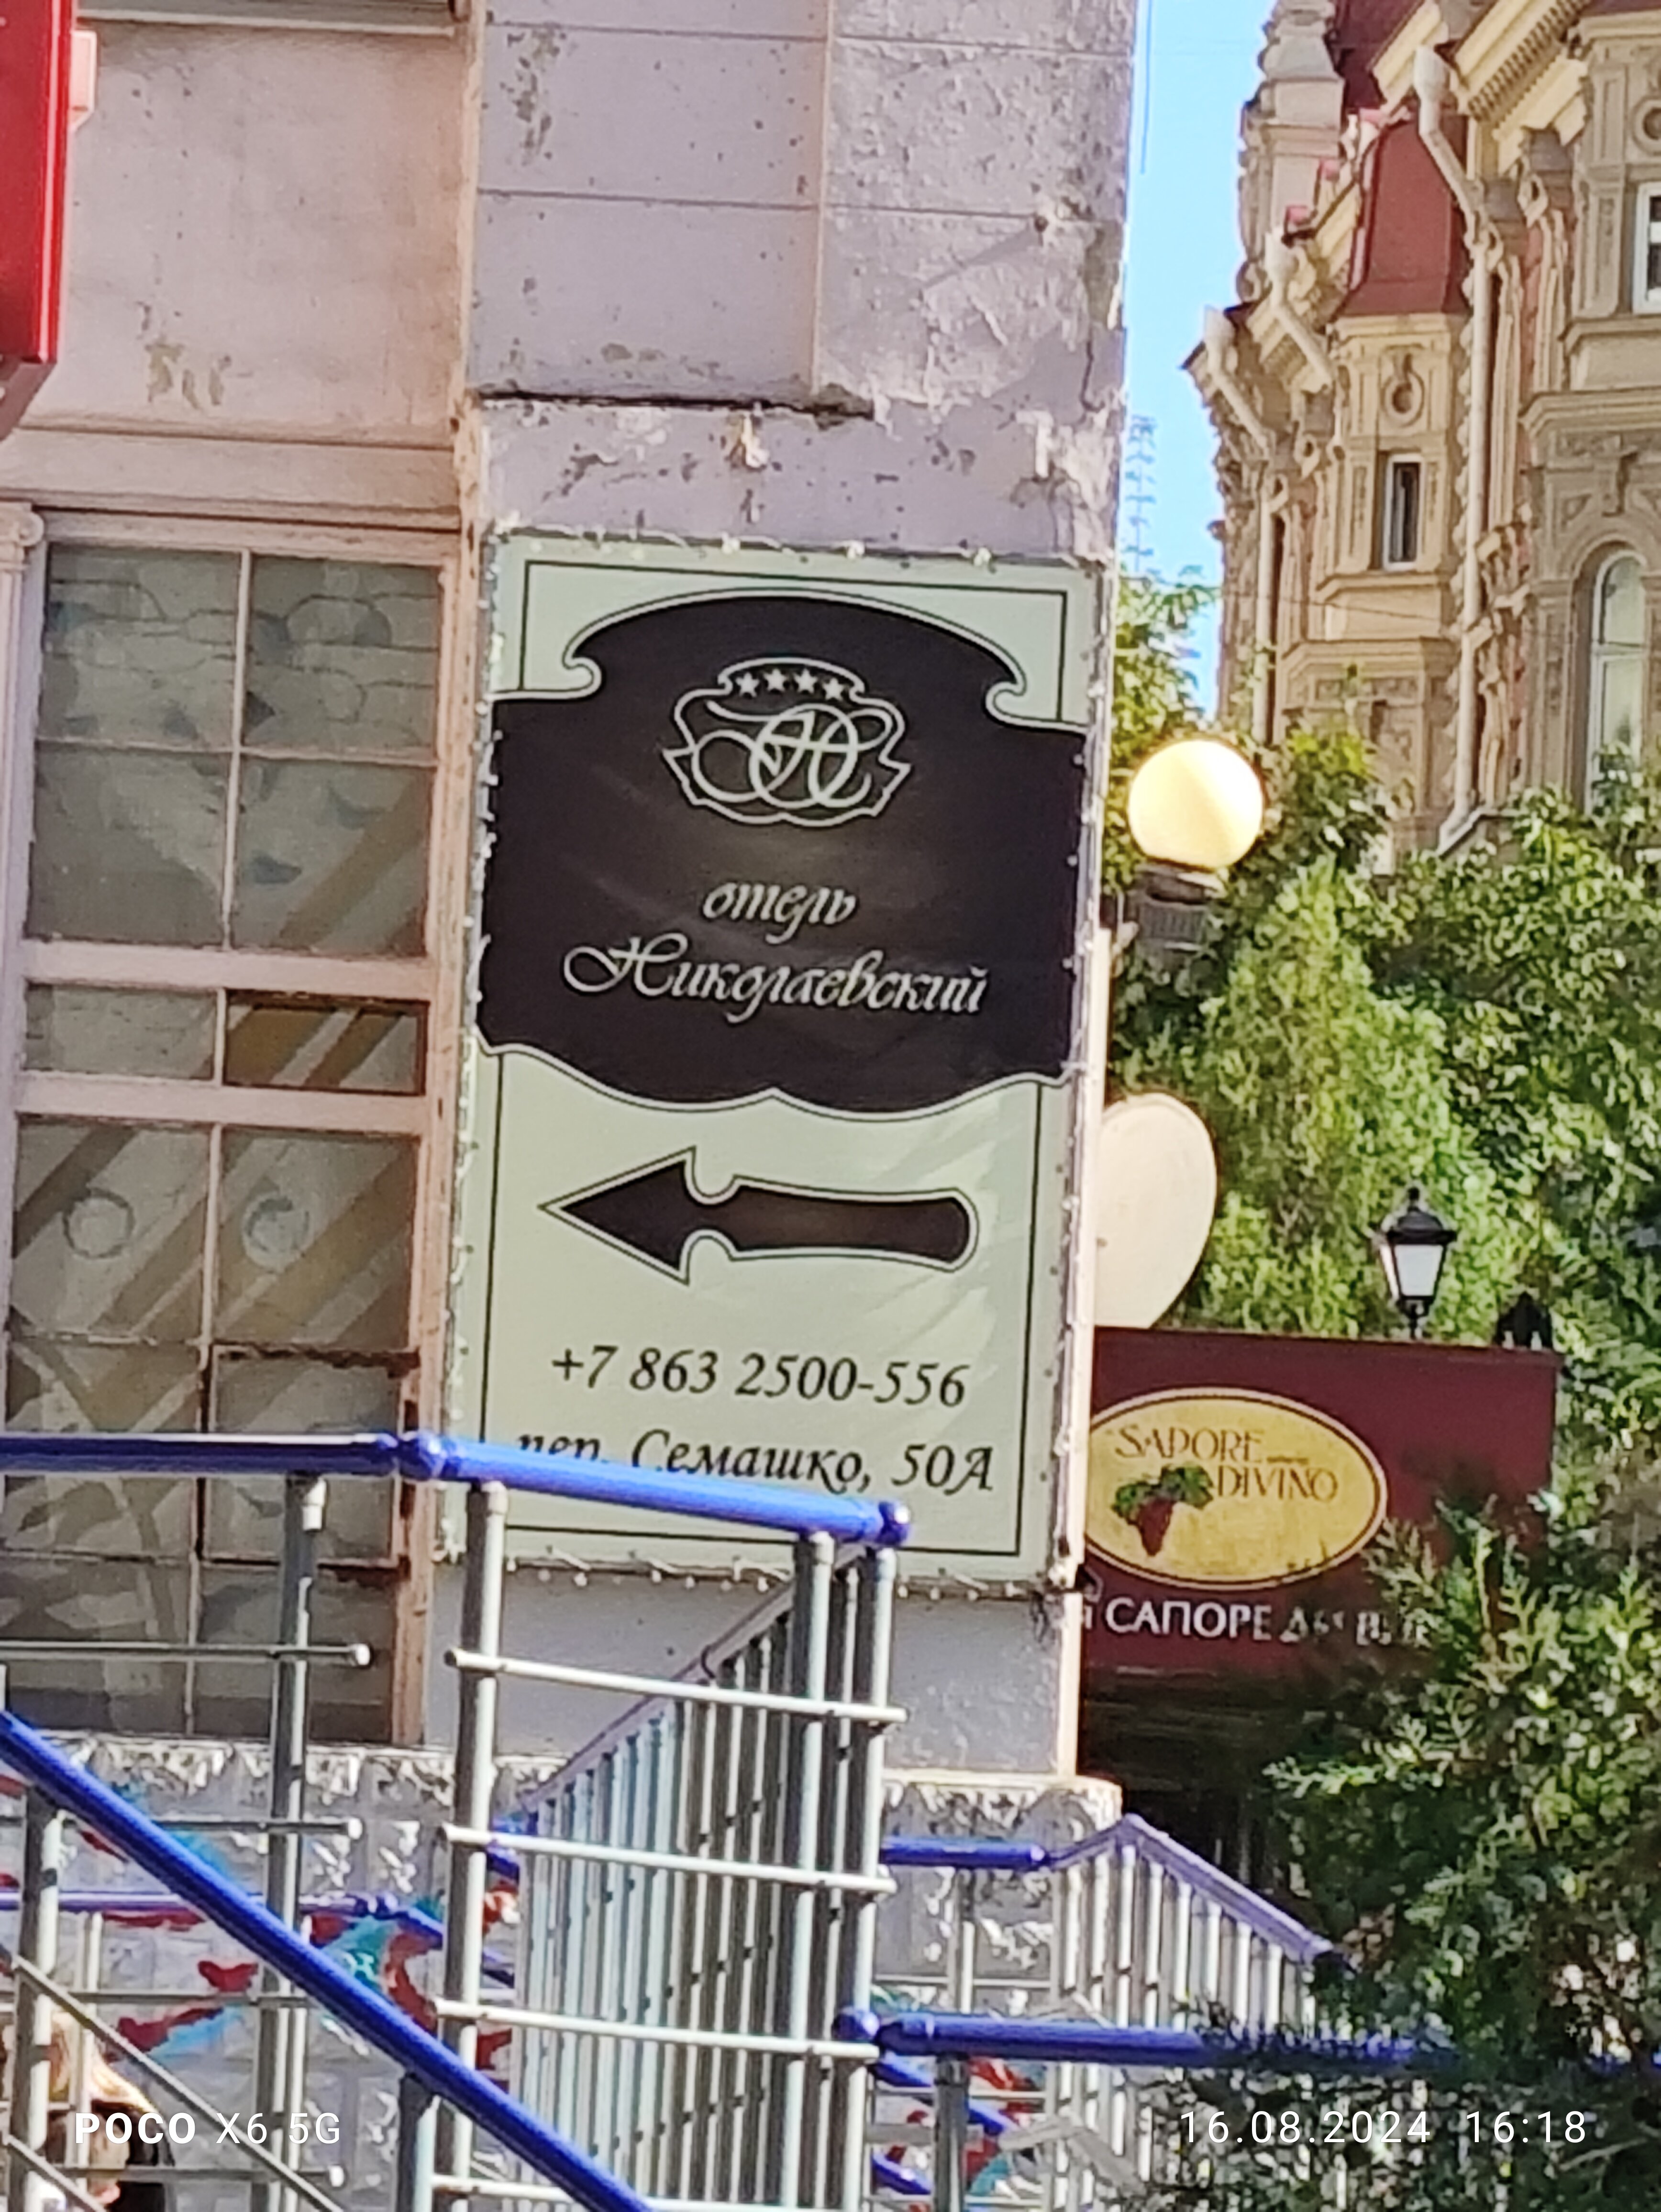 отель
Николаевский
+7 863 2500-556
пер. Семашко, 50А
SAPORE
DIVINO
САПОРЕ
POCO X6 5G
16.08.2024 16:18